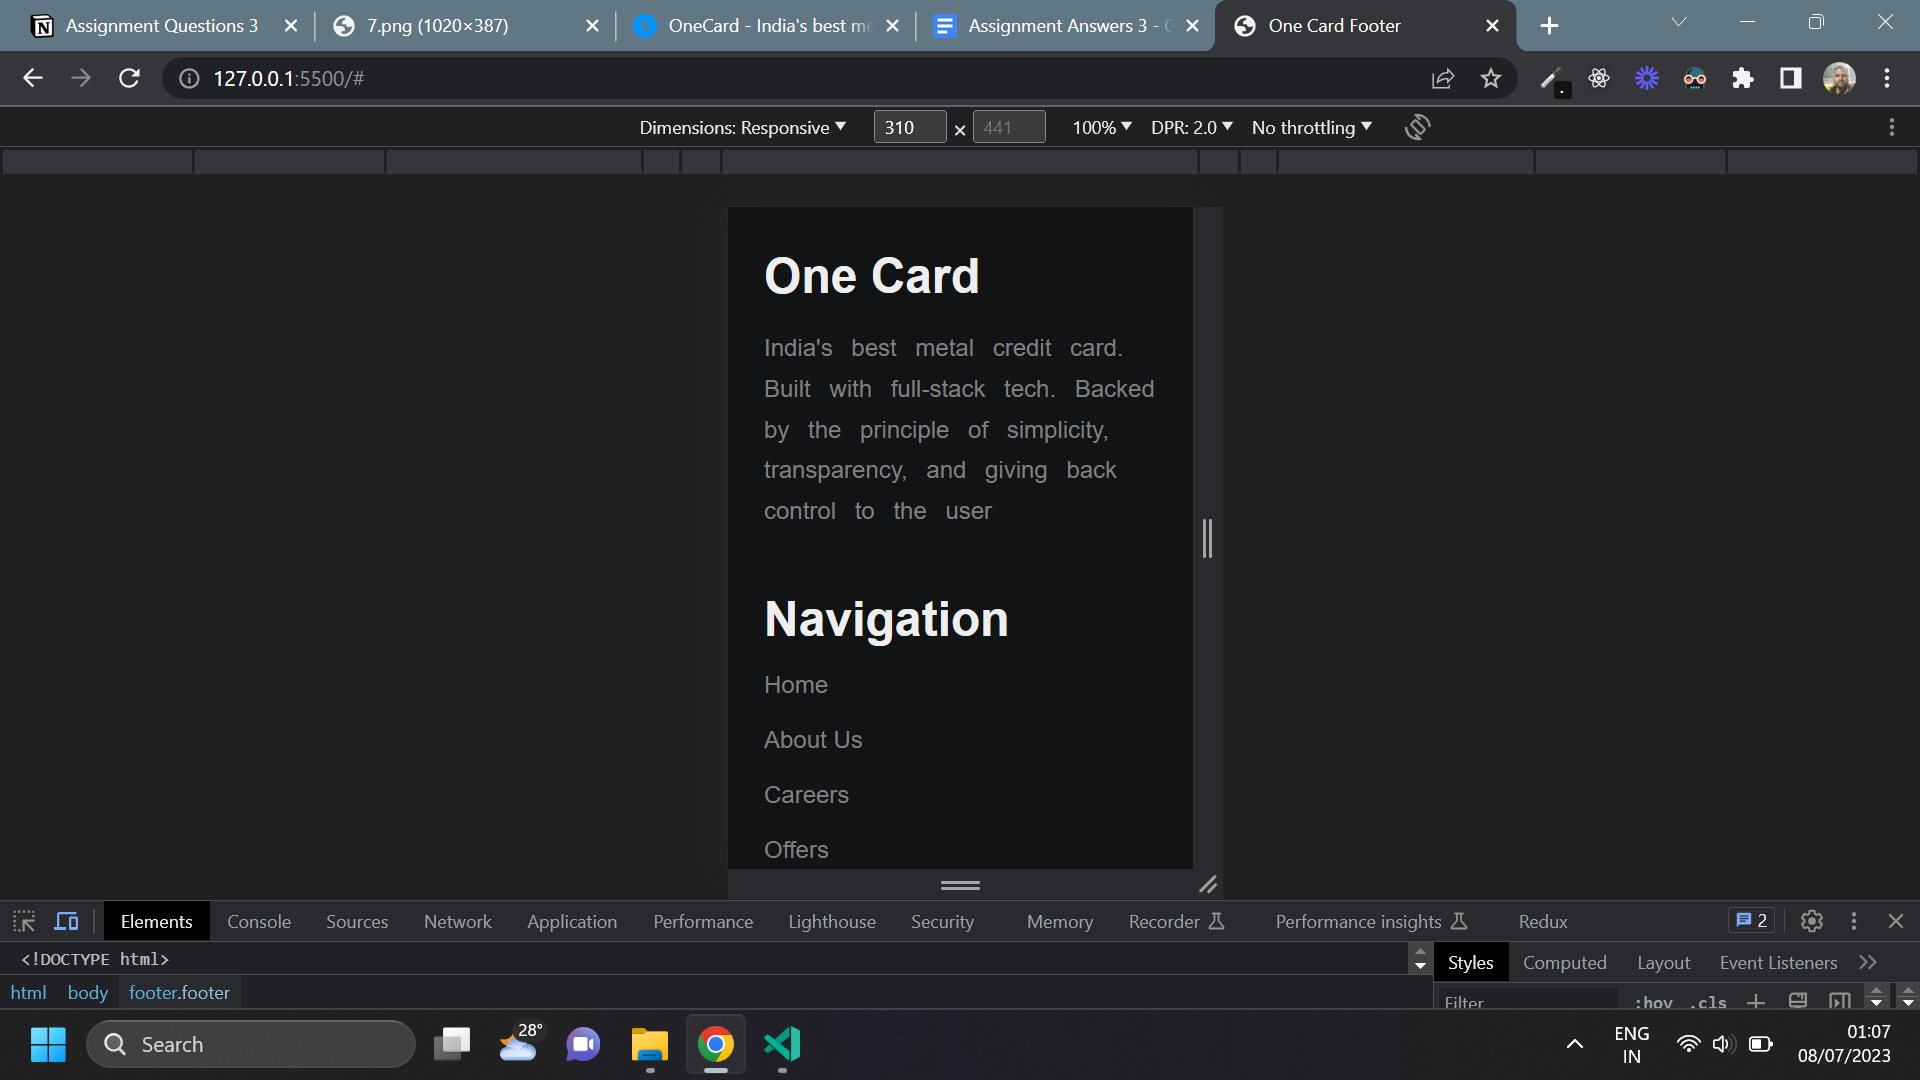 Assignment Questions 3
7.png (1020×387)
OneCard - India's best me
Assignment Answers 3 - G
One Card Footer
127.0.0.1:5500/#
Dimensions: Responsive
310
×
441
100%
DPR: 2.0
No throttling
One Card
India's best metal credit card.
Built with full-stack tech. Backed
by the principle of simplicity,
transparency, and giving back
control to the user
Navigation
Home
About Us
Careers
Offers
Elements
Console
Sources
Network
Application
Performance
Lighthouse
Security
Memory
Recorder
Performance insights
Redux
2
<!DOCTYPE html>
Styles
Computed
Layout
Event Listeners
html
body
footer.footer
Filter
:hov
.cls
Search
28°
ENG
IN
01:07
08/07/2023